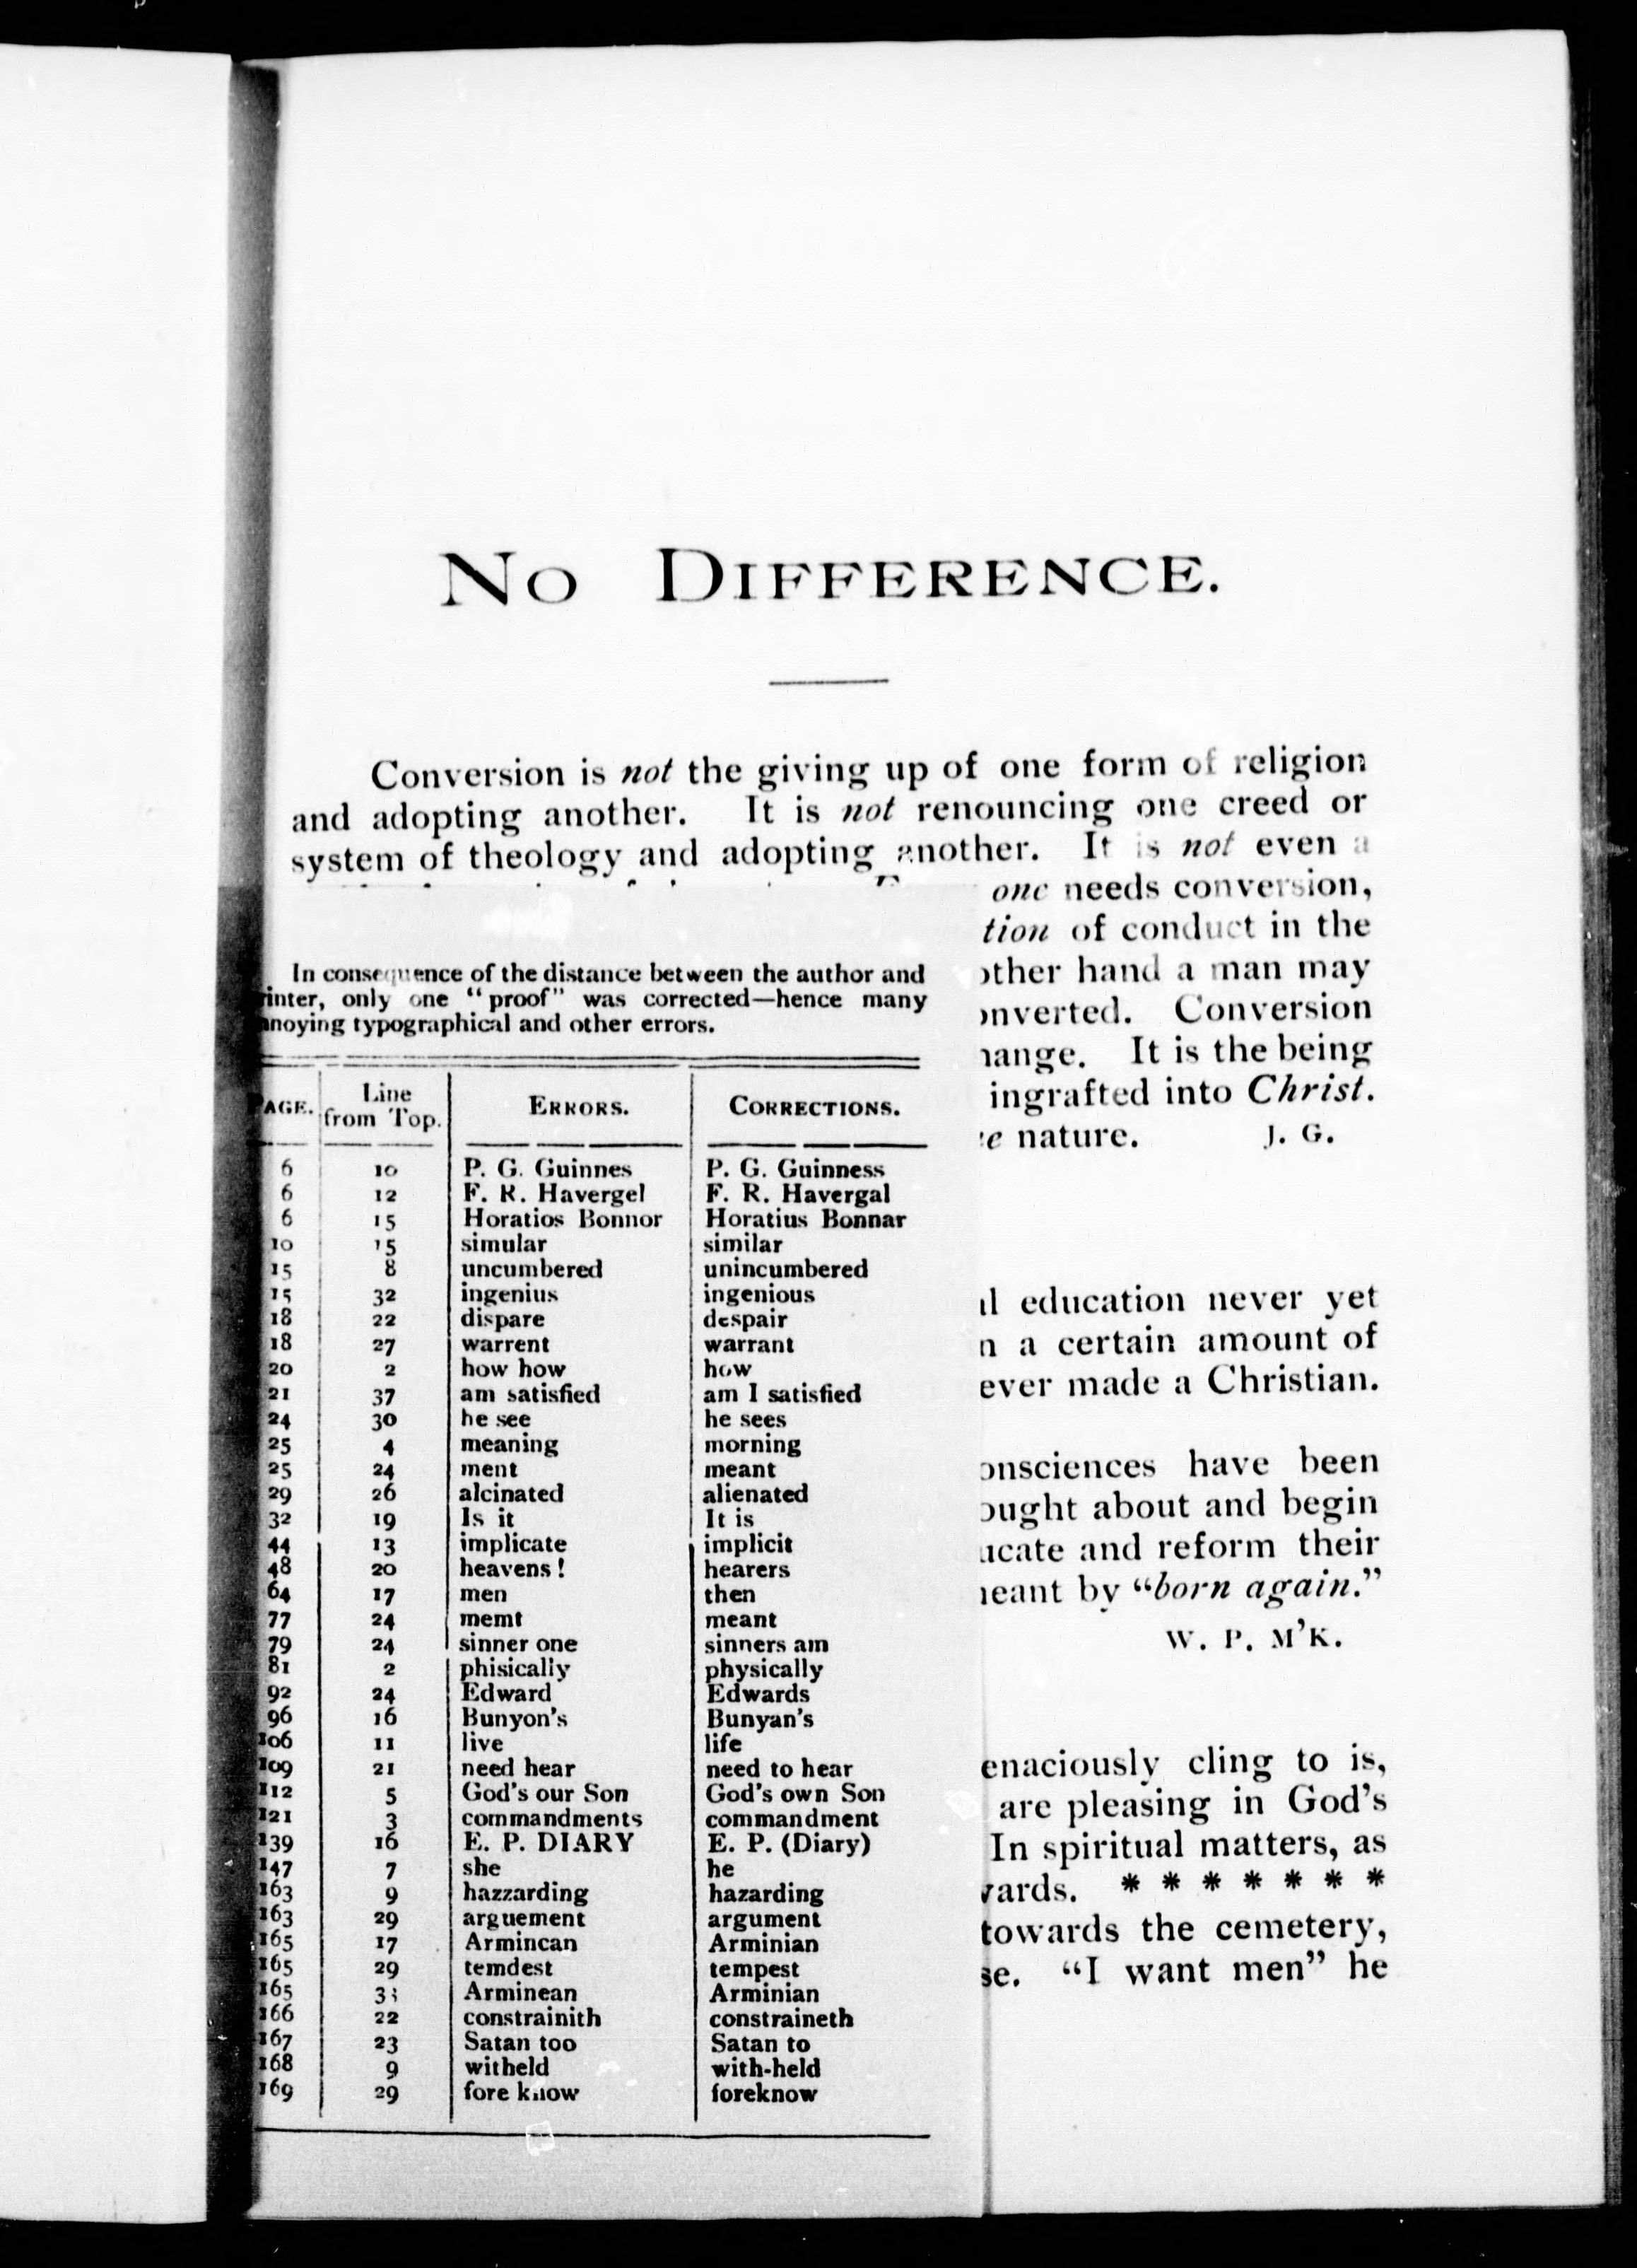 No Difference.
Conversion is not the giving up of one form of religion
and adopting another. It is not renouncing one creed or
system of theology and adopting another. It is not even a
one needs conversion,
tion of conduct in the
other hand a man may
onverted. Conversion
hange. It is the being
ingrafted into Christ.
e nature. J. G.
al education never yet
n a certain amount of
ever made a Christian.
onsciences have been
ought about and begin
ucate and reform their
meant by "born again."
W. P. M'K.
enaciously cling to is,
are pleasing in God's
In spiritual matters, as
vards. * * * * * * *
towards the cemetery,
se. "I want men" he
In consequence of the distance between the author and
rinter, only one "proof" was corrected—hence many
nnoying typographical and other errors.
PAGE. Line from Top. ERRORS. CORRECTIONS.
6 10 P. G. Guinnes P. G. Guinness
6 12 F. R. Havergel F. R. Havergal
6 15 Horatios Bonnor Horatius Bonnar
10 15 simular similar
15 8 uncumbered unincumbered
15 32 ingenius ingenious
18 22 dispare despair
18 27 warrent warrant
20 2 how how how
21 37 am satisfied am I satisfied
24 30 he see he sees
25 4 meaning morning
25 24 ment meant
29 26 alcinated alienated
32 19 Is it It is
44 13 implicate implicit
48 20 heavens! hearers
64 17 men then
77 24 memt meant
79 24 sinner one sinners am
81 2 phisically physically
92 24 Edward Edwards
96 16 Bunyon's Bunyan's
106 11 live life
109 21 need hear need to hear
112 5 God's our Son God's own Son
121 3 commandments commandment
139 16 E. P. DIARY E. P. (Diary)
147 7 she he
163 9 hazzarding hazarding
163 29 arguement argument
165 17 Armincan Arminian
165 29 temdest tempest
165 33 Arminean Arminian
166 22 constrainith constraineth
167 23 Satan too Satan to
168 9 witheld with-held
169 29 fore know foreknow